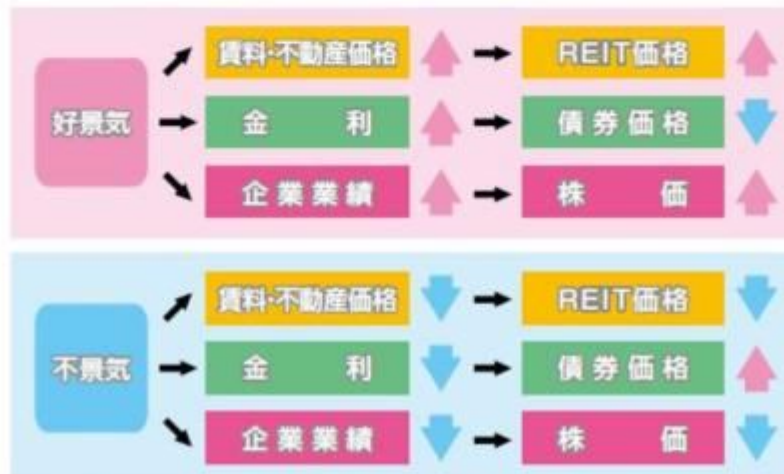 賃料・不動産価格 REIT価格
好景気 金利 債券価格
企業業績 株価
賃料・不動産価格 REIT価格
不景気 金利 債券価格
企業業績 株価